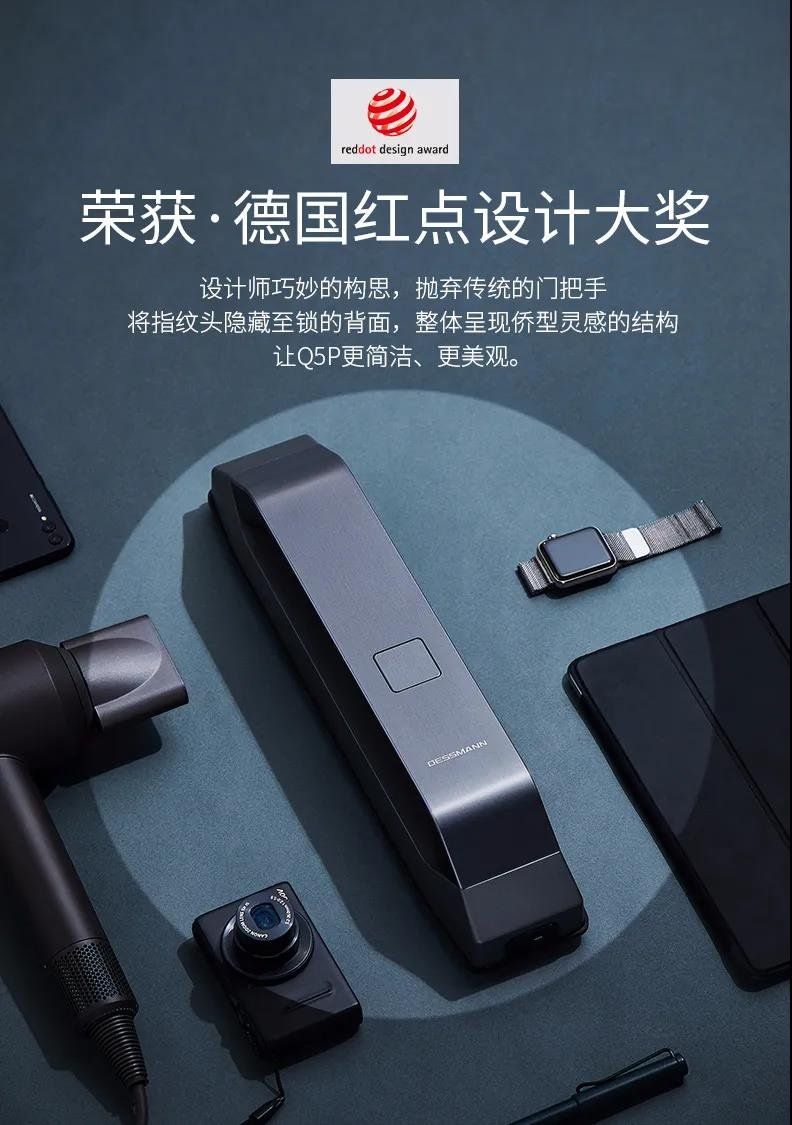 reddot design award
荣获·德国红点设计大奖
设计师巧妙的构思，抛弃传统的门把手
将指纹头隐藏至锁的背面，整体呈现侨型灵感的结构
让Q5P更简洁、更美观。
DESSMANN